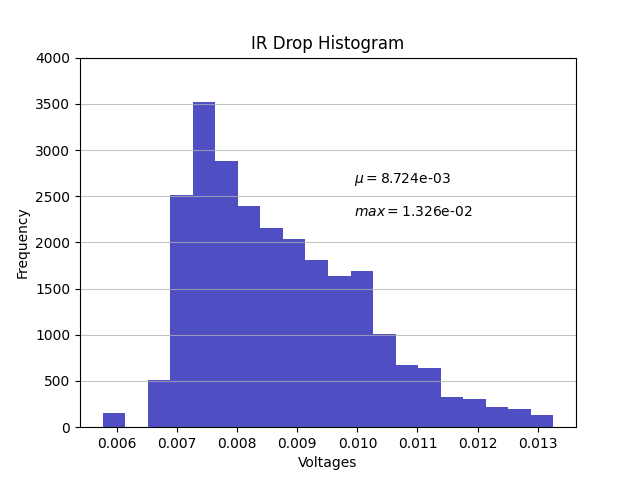 IR Drop Histogram
4000
3500
3000
2500
2000
1500
1000
500
0
Frequency
μ = 8.724e-03
max = 1.326e-02
0.006 0.007 0.008 0.009 0.010 0.011 0.012 0.013
Voltages